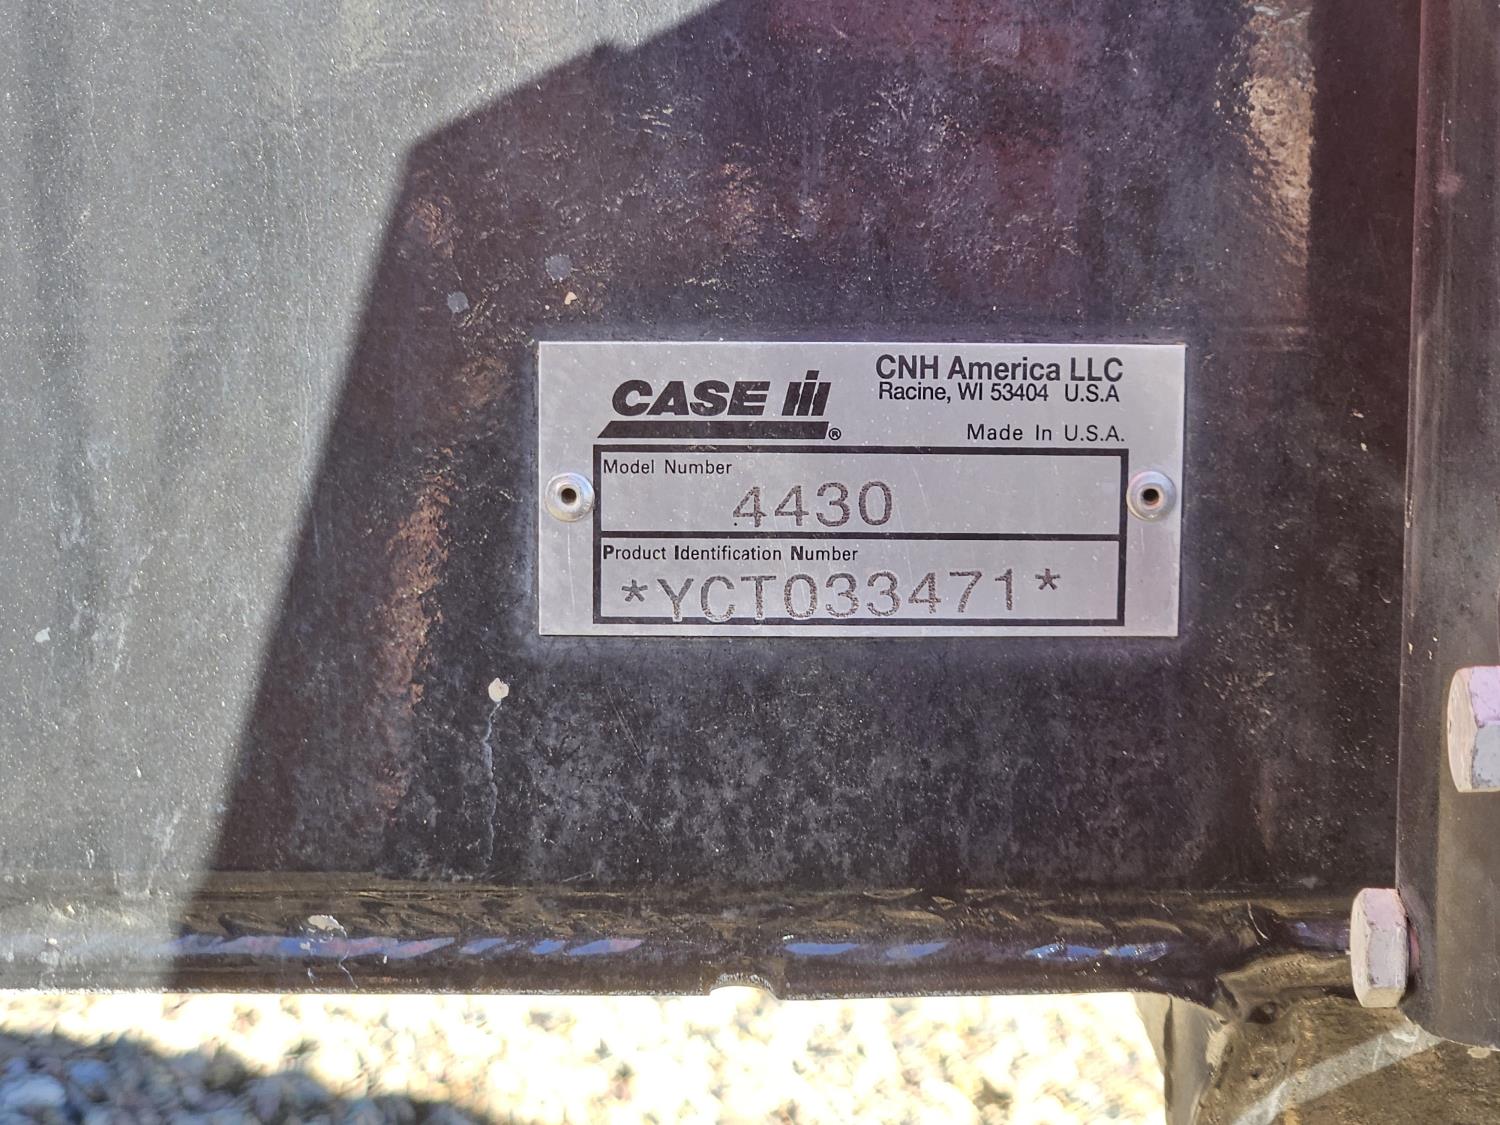 CASE IH ®
CNH America LLC
Racine, WI 53404 U.S.A
Made In U.S.A.
Model Number
4430
Product Identification Number
*YCT033471*